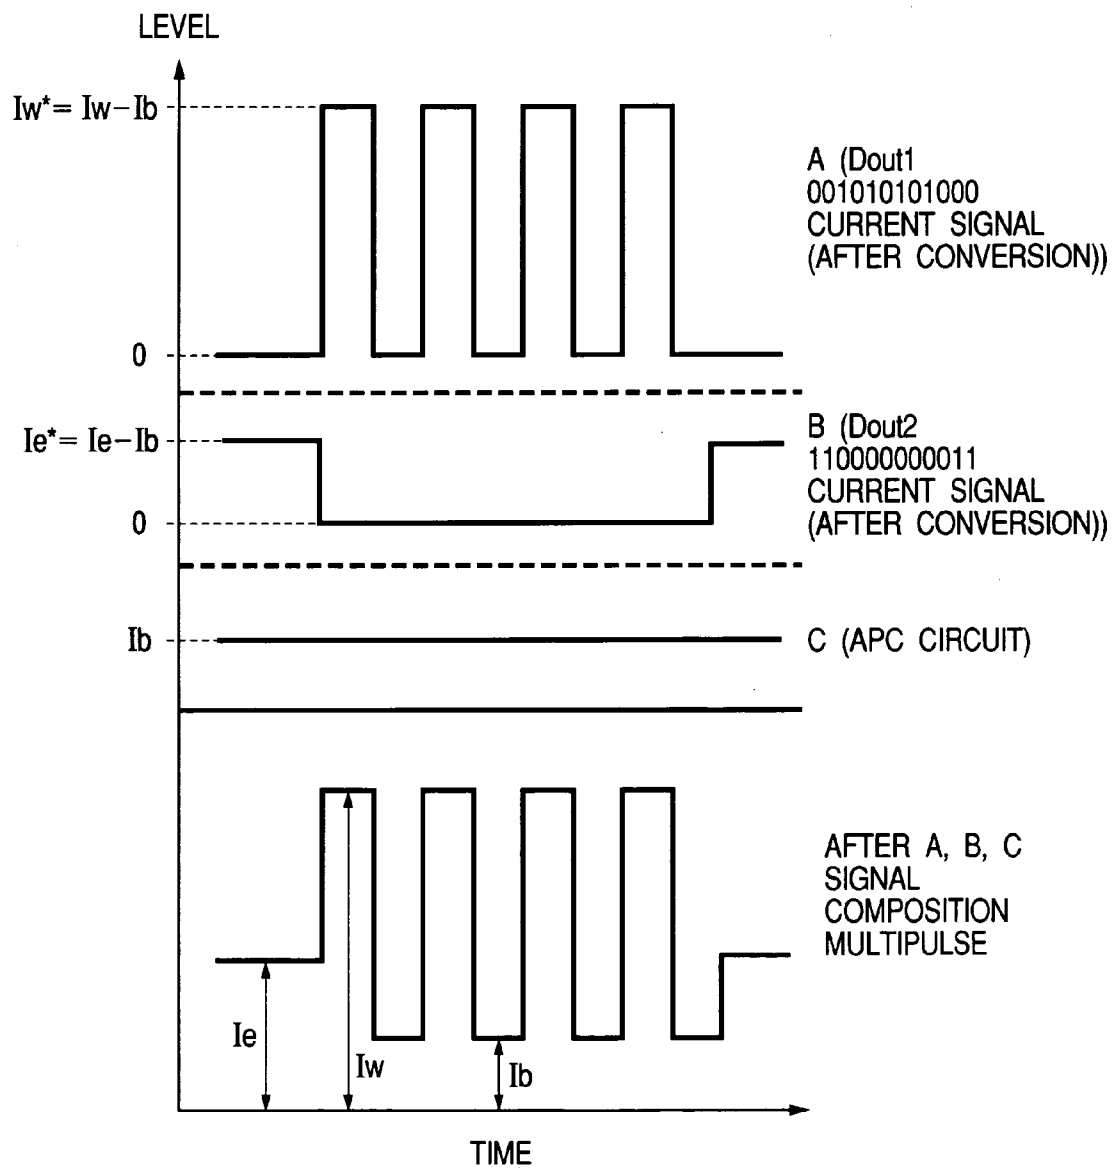 LEVEL
Iw*= Iw–Ib
A (Dout1
001010101000
CURRENT SIGNAL
(AFTER CONVERSION))
0
Ie*= Ie–Ib
B (Dout2
110000000011
CURRENT SIGNAL
(AFTER CONVERSION))
0
Ib
C (APC CIRCUIT)
AFTER A, B, C
SIGNAL
COMPOSITION
MULTIPULSE
Ie
Iw
Ib
TIME